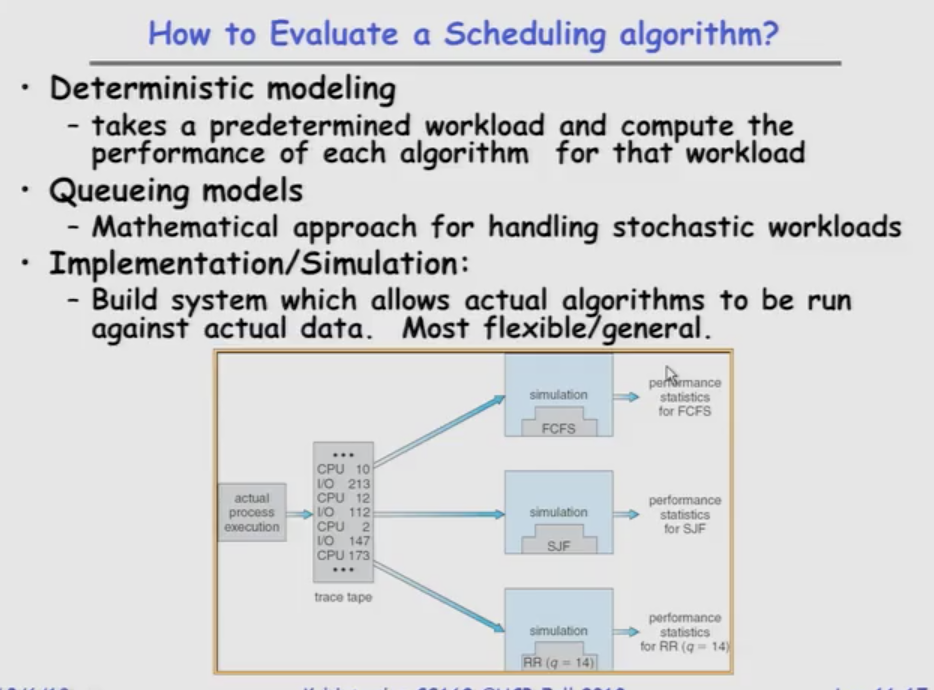 How to Evaluate a Scheduling algorithm?
• Deterministic modeling
– takes a predetermined workload and compute the
performance of each algorithm for that workload
• Queueing models
– Mathematical approach for handling stochastic workloads
• Implementation/Simulation:
– Build system which allows actual algorithms to be run
against actual data. Most flexible/general.
actual
process
execution
•••
CPU 10
I/O 213
CPU 12
I/O 112
CPU 2
I/O 147
CPU 173
•••
trace tape
simulation
FCFS
performance
statistics
for FCFS
simulation
SJF
performance
statistics
for SJF
simulation
RR (q = 14)
performance
statistics
for RR (q = 14)